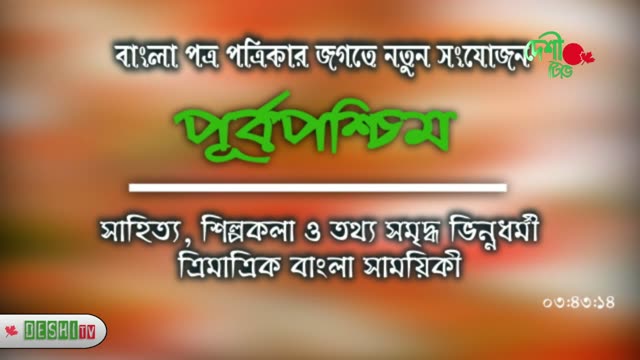 বাংলা পত্র পত্রিকার জগতে নতুন সংযোজন
দেশী
টিভি
পূর্বপশ্চিম
সাহিত্য, শিল্পকলা ও তথ্য সমৃদ্ধ ভিন্নধর্মী
ত্রিমাত্রিক বাংলা সাময়িকী
০৩:৪৩:১৪
DESHI TV